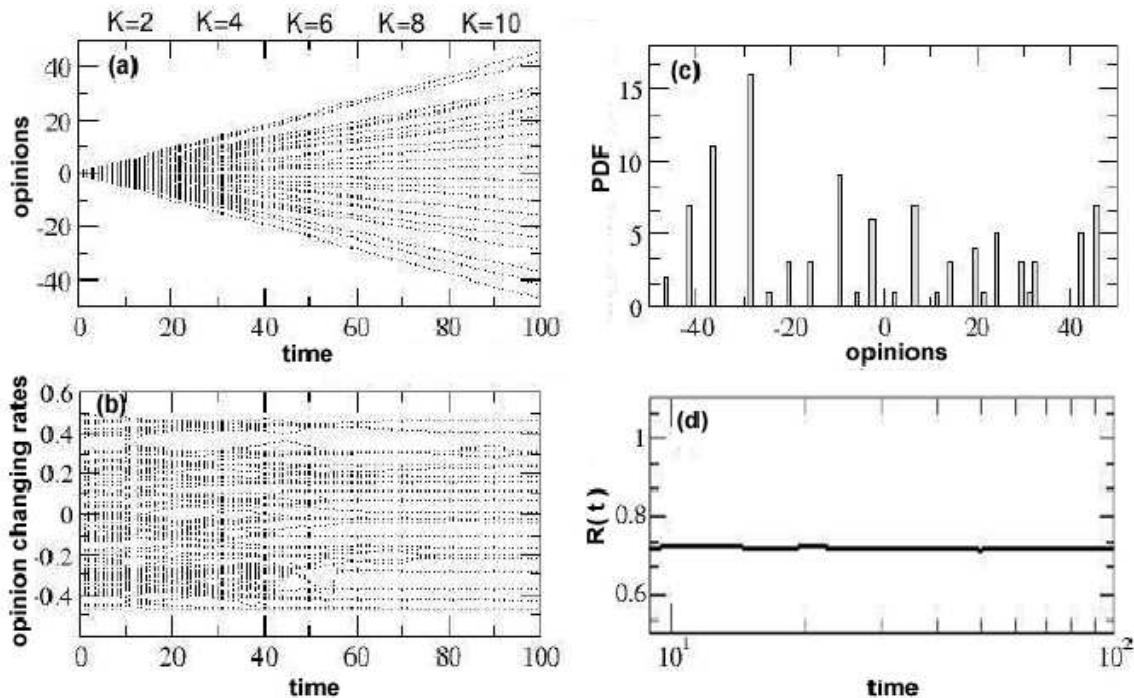 K=2 K=4 K=6 K=8 K=10
(a)
opinions
40
20
0
-20
-40
0 20 40 60 80 100
time
(b)
opinion changing rates
0.6
0.4
0.2
0
-0.2
-0.4
0 20 40 60 80 100
time
(c)
PDF
15
10
5
0
-40 -20 0 20 40
opinions
(d)
R(t)
1
0.8
0.6
10^1 10^2
time